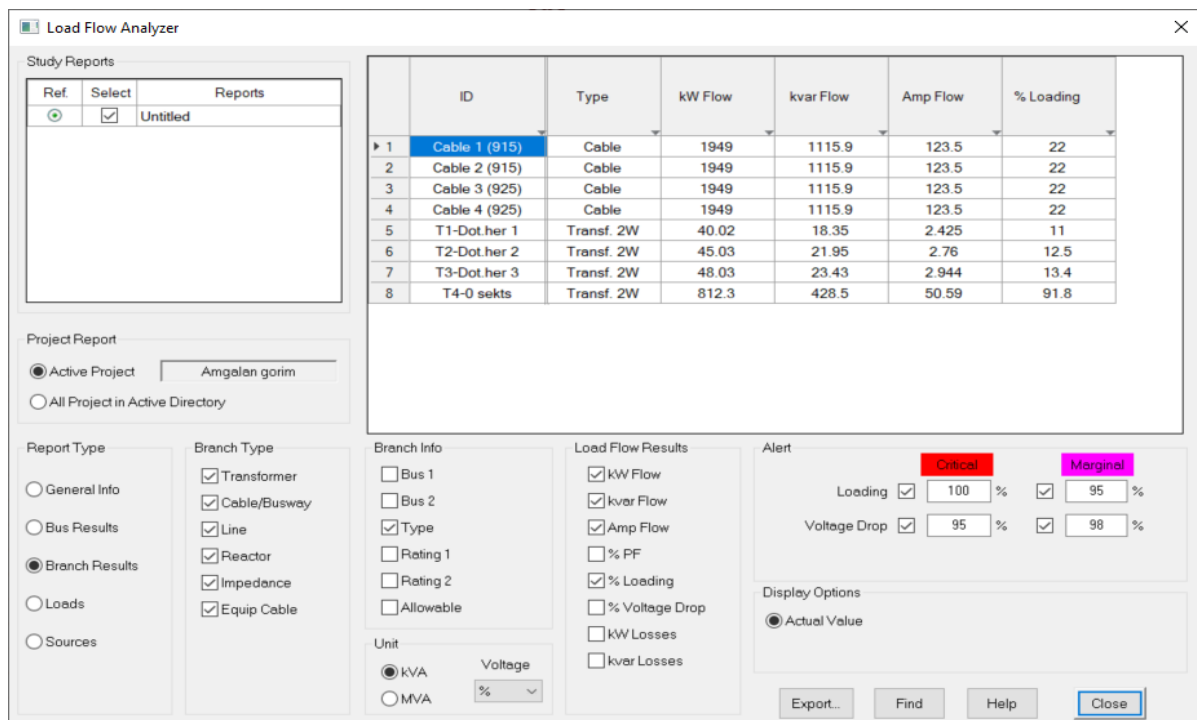 Load Flow Analyzer
Study Reports
Ref. Select Reports
Untitled
ID Type kW Flow kvar Flow Amp Flow % Loading
1 Cable 1 (915) Cable 1949 1115.9 123.5 22
2 Cable 2 (915) Cable 1949 1115.9 123.5 22
3 Cable 3 (925) Cable 1949 1115.9 123.5 22
4 Cable 4 (925) Cable 1949 1115.9 123.5 22
5 T1-Dot.her 1 Transf. 2W 40.02 18.35 2.425 11
6 T2-Dot.her 2 Transf. 2W 45.03 21.95 2.76 12.5
7 T3-Dot.her 3 Transf. 2W 48.03 23.43 2.944 13.4
8 T4-0 sekts Transf. 2W 812.3 428.5 50.59 91.8
Project Report
Active Project Amgalan gorim
All Project in Active Directory
Report Type
General Info
Bus Results
Branch Results
Loads
Sources
Branch Type
Transformer
Cable/Busway
Line
Reactor
Impedance
Equip Cable
Branch Info
Bus 1
Bus 2
Type
Rating 1
Rating 2
Allowable
Unit
kVA
MVA
Voltage
%
Load Flow Results
kW Flow
kvar Flow
Amp Flow
% PF
% Loading
% Voltage Drop
kW Losses
kvar Losses
Alert
Critical Marginal
Loading 100 % 95 %
Voltage Drop 95 % 98 %
Display Options
Actual Value
Export... Find Help Close